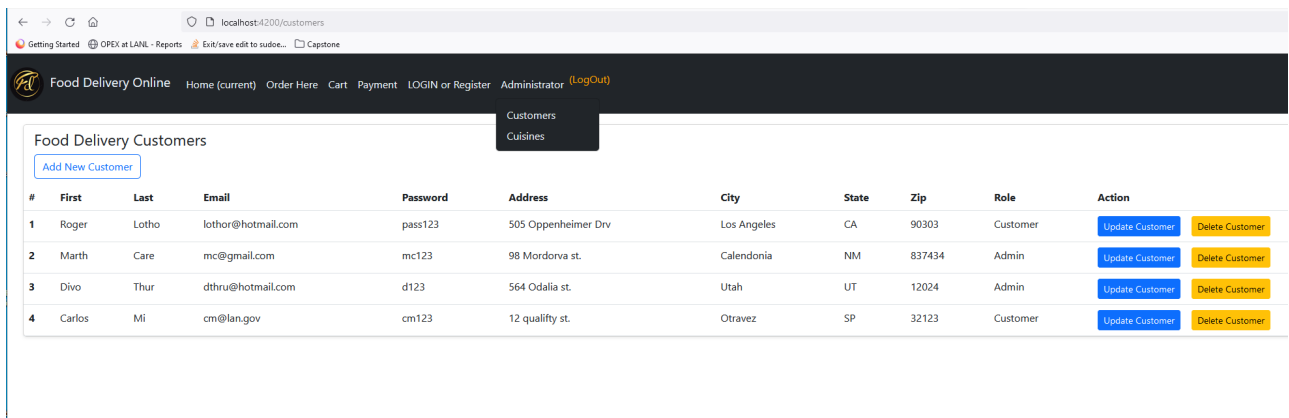 localhost:4200/customers
Getting Started OPEX at LANL - Reports Exit/save edit to sudoe... Capstone
Fd Food Delivery Online Home (current) Order Here Cart Payment LOGIN or Register Administrator (LogOut)
Customers
Cuisines
Food Delivery Customers
Add New Customer
# First Last Email Password Address City State Zip Role Action
1 Roger Lotho lothor@hotmail.com pass123 505 Oppenheimer Drv Los Angeles CA 90303 Customer Update Customer Delete Customer
2 Marth Care mc@gmail.com mc123 98 Mordorva st. Calendonia NM 837434 Admin Update Customer Delete Customer
3 Divo Thur dthru@hotmail.com d123 564 Odalia st. Utah UT 12024 Admin Update Customer Delete Customer
4 Carlos Mi cm@lan.gov cm123 12 qualifty st. Otravez SP 32123 Customer Update Customer Delete Customer